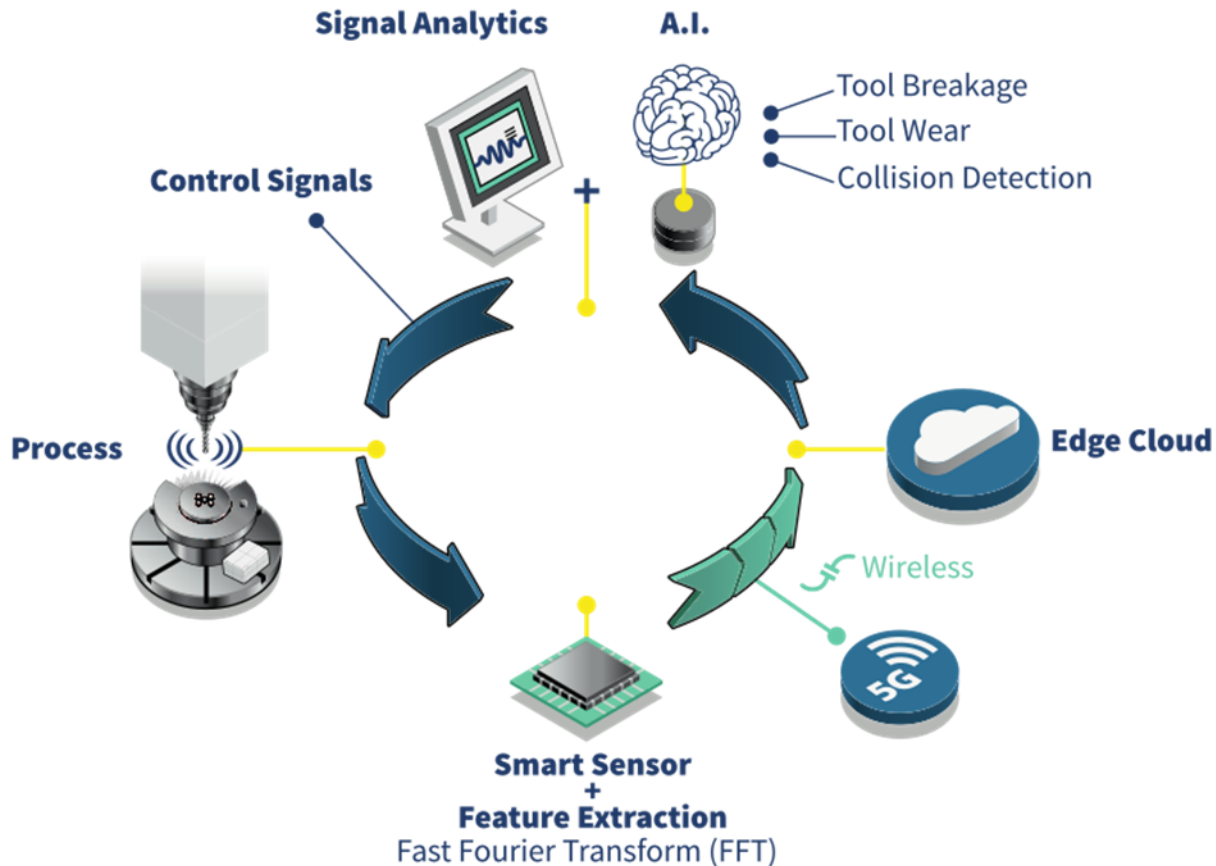 Signal Analytics
A.I.
Tool Breakage
Tool Wear
Collision Detection
Control Signals
+
Process
Edge Cloud
Wireless
5G
Smart Sensor
+
Feature Extraction
Fast Fourier Transform (FFT)